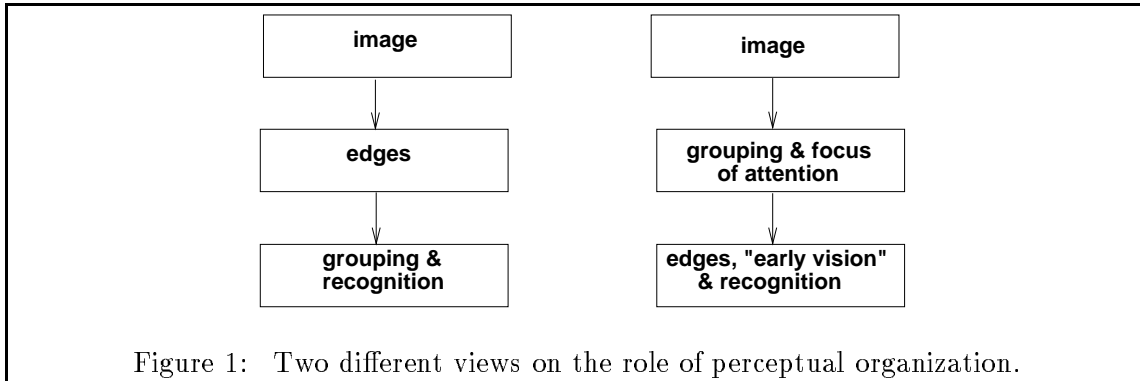 image
edges
grouping &
recognition
image
grouping & focus
of attention
edges, "early vision"
& recognition
Figure 1: Two different views on the role of perceptual organization.